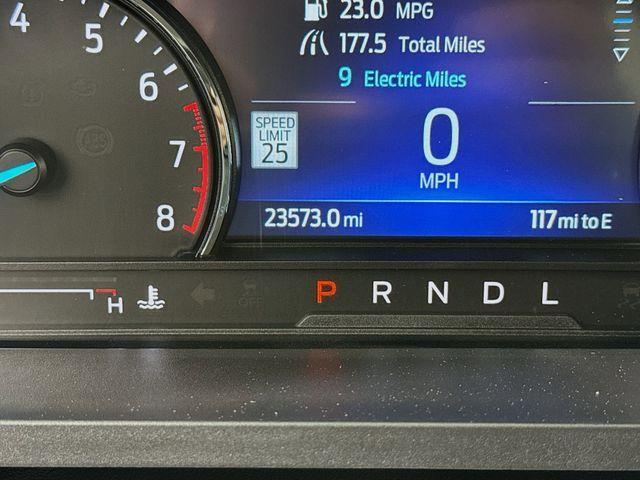 4
5
6
7
8
23.0 MPG
177.5 Total Miles
9 Electric Miles
SPEED
LIMIT
25
0
MPH
23573.0 mi
117 mi to E
H
OFF
P R N D L